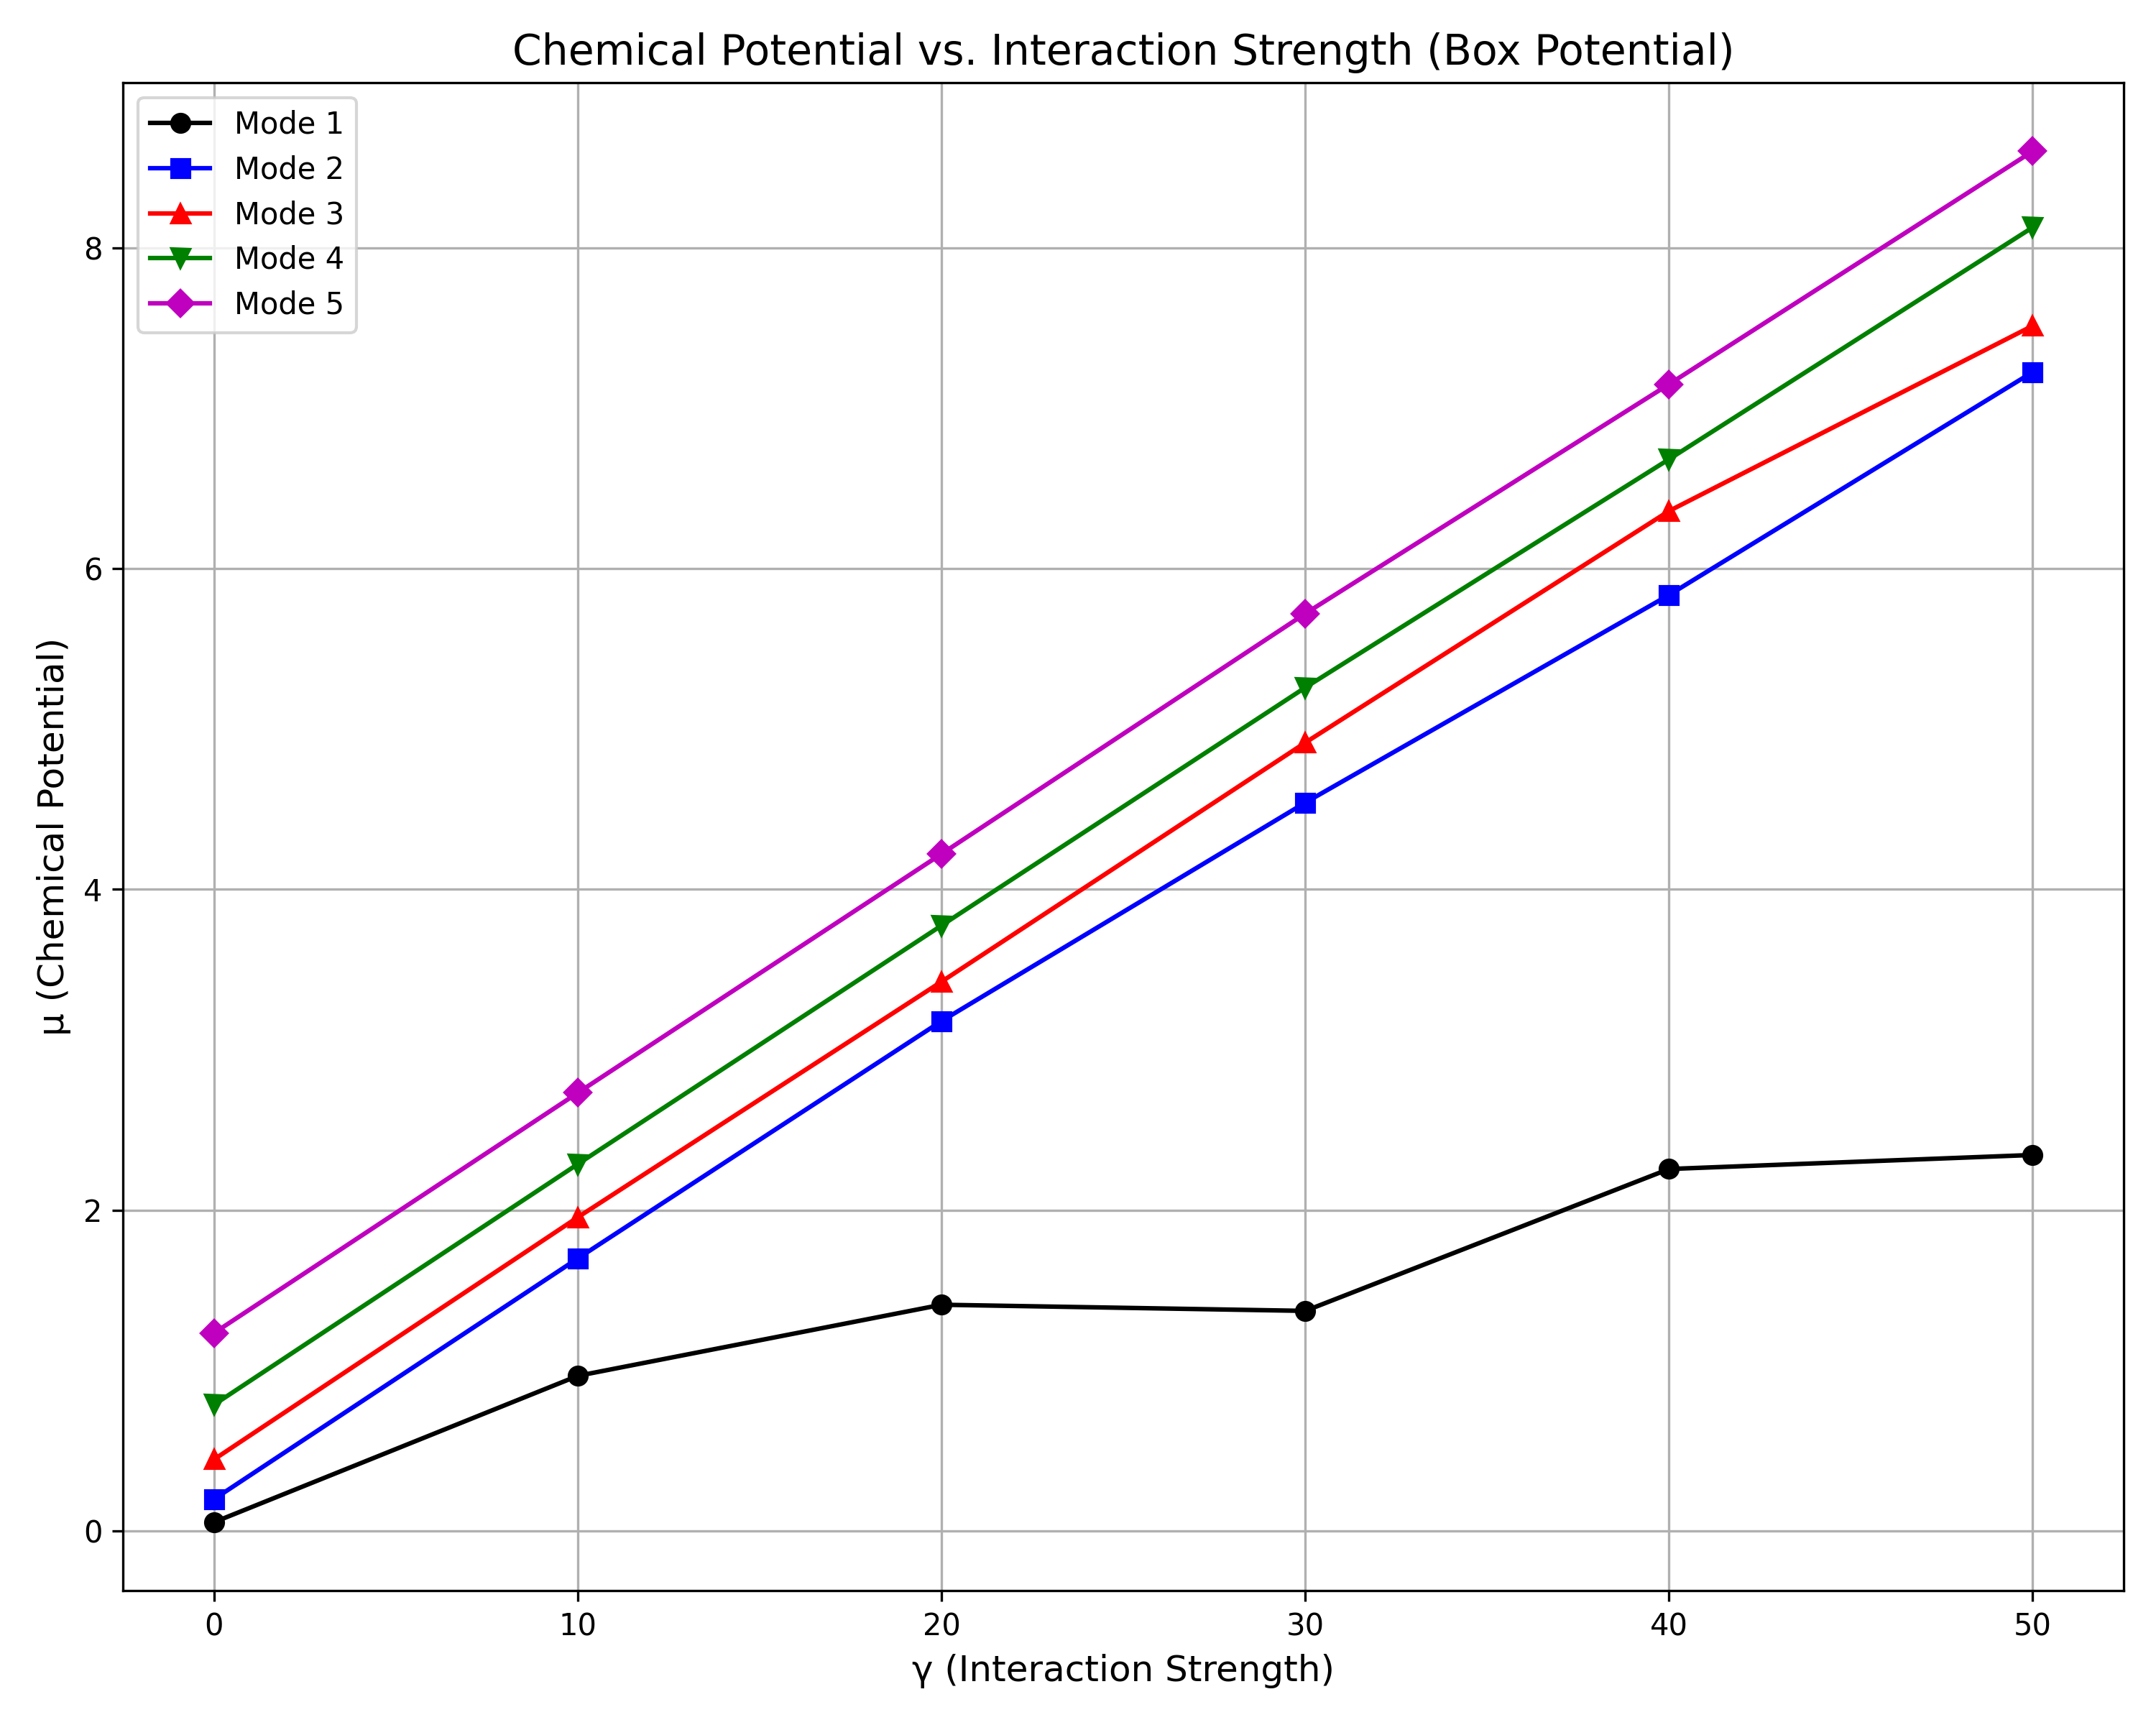 Chemical Potential vs. Interaction Strength (Box Potential)
Mode 1
Mode 2
Mode 3
Mode 4
Mode 5
8
6
4
2
0
μ (Chemical Potential)
0 10 20 30 40 50
γ (Interaction Strength)